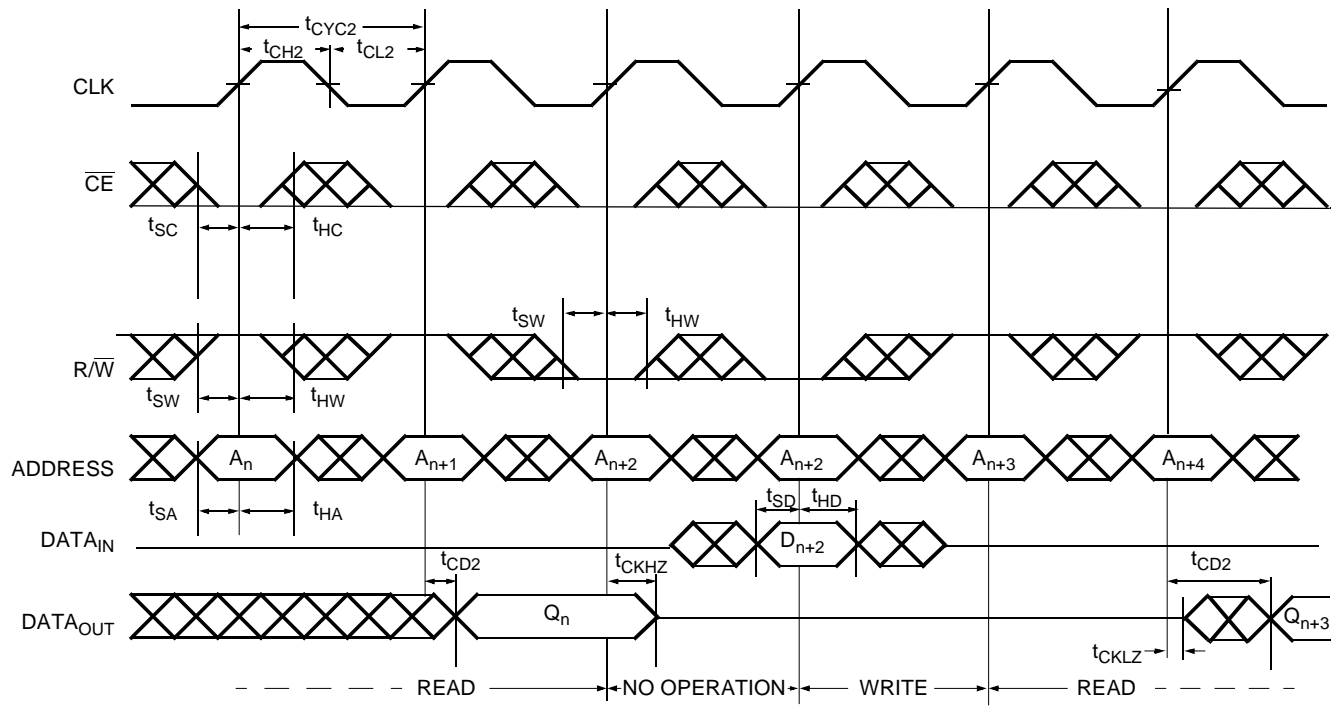 tCYC2
tCH2 tCL2
CLK
CE
tSC tHC
tSW tHW
R/W
tSW tHW
ADDRESS An An+1 An+2 An+2 An+3 An+4
tSA tHA tSD tHD
DATAIN Dn+2
tCD2 tCKHZ tCD2
DATAOUT Qn Qn+3
tCKLZ
READ NO OPERATION WRITE READ